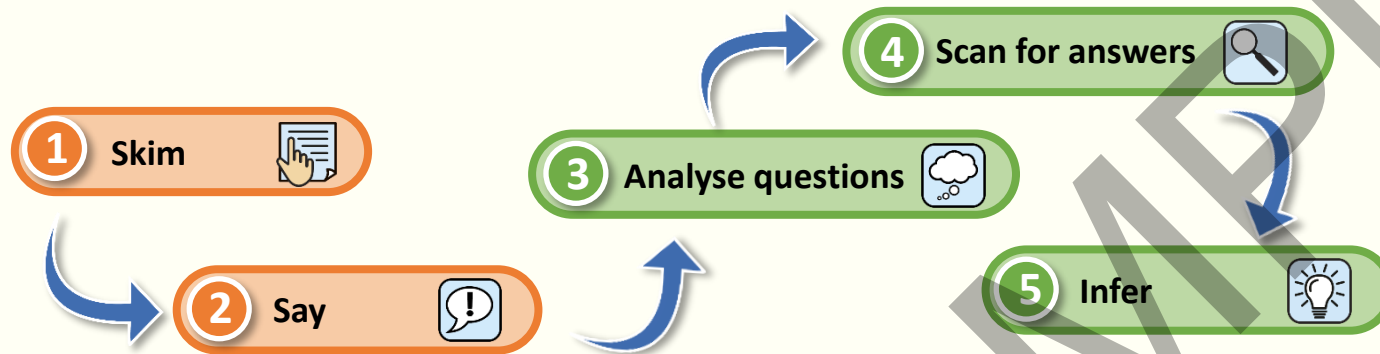 1 Skim
2 Say
3 Analyse questions
4 Scan for answers
5 Infer